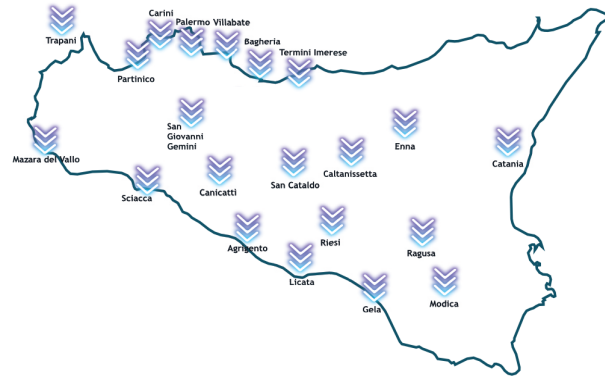 Carini
Palermo
Villabate
Trapani
Bagheria
Termini Imerese
Partinico
San
Giovanni
Gemini
Enna
Mazara del Vallo
Catania
Caltanissetta
San Cataldo
Canicatti
Sciacca
Riesi
Agrigento
Ragusa
Licata
Modica
Gela